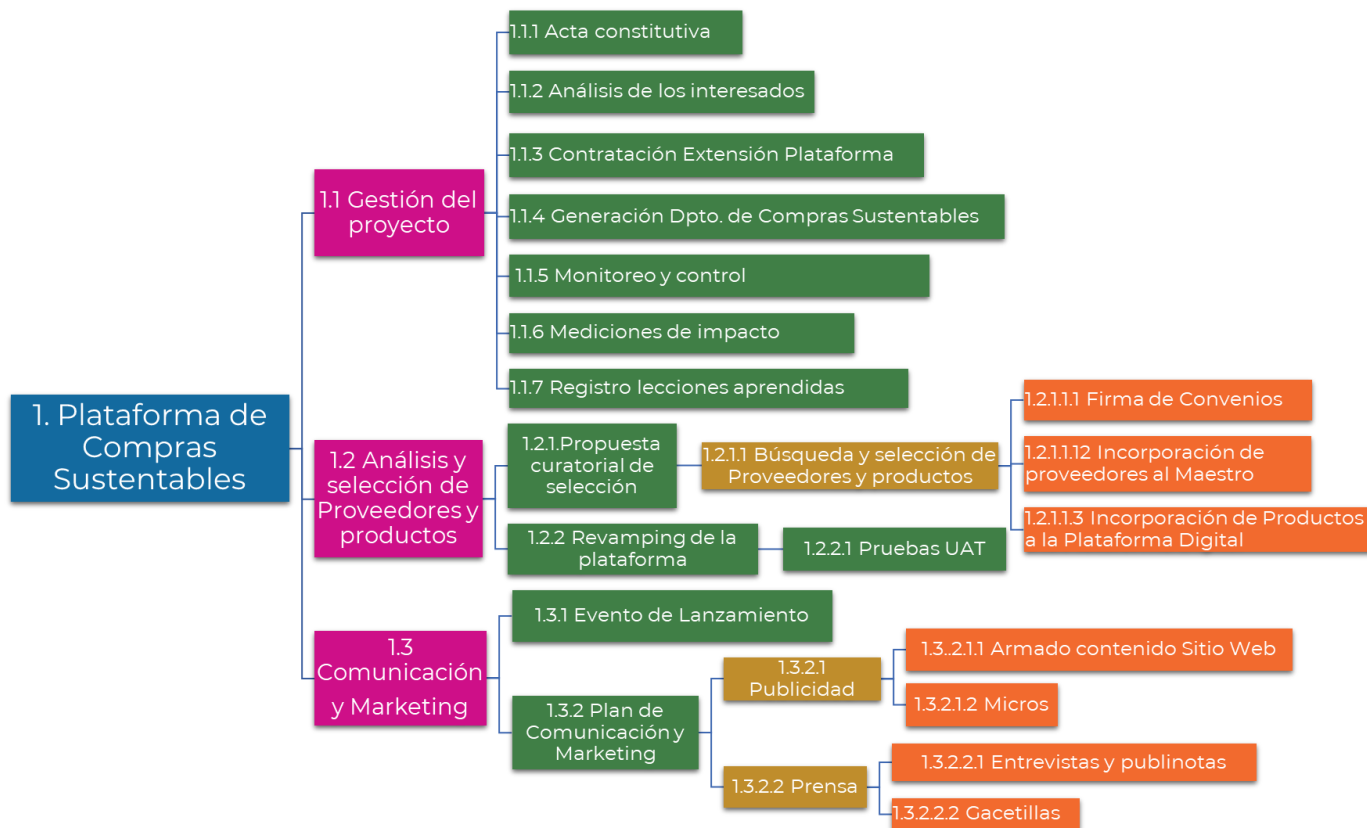 1. Plataforma de
Compras
Sustentables
1.1 Gestión del
proyecto
1.1.1 Acta constitutiva
1.1.2 Análisis de los interesados
1.1.3 Contratación Extensión Plataforma
1.1.4 Generación Dpto. de Compras Sustentables
1.1.5 Monitoreo y control
1.1.6 Mediciones de impacto
1.1.7 Registro lecciones aprendidas
1.2 Análisis y
selección de
Proveedores y
productos
1.2.1.Propuesta
curatorial de
selección
1.2.1.1 Búsqueda y selección de
Proveedores y productos
1.2.1.1.1 Firma de Convenios
1.2.1.1.12 Incorporación de
proveedores al Maestro
1.2.1.1.3 Incorporación de Productos
a la Plataforma Digital
1.2.2 Revamping de la
plataforma
1.2.2.1 Pruebas UAT
1.3
Comunicación
y Marketing
1.3.1 Evento de Lanzamiento
1.3.2 Plan de
Comunicación y
Marketing
1.3.2.1
Publicidad
1.3..2.1.1 Armado contenido Sitio Web
1.3.2.1.2 Micros
1.3.2.2 Prensa
1.3.2.2.1 Entrevistas y publinotas
1.3.2.2.2 Gacetillas